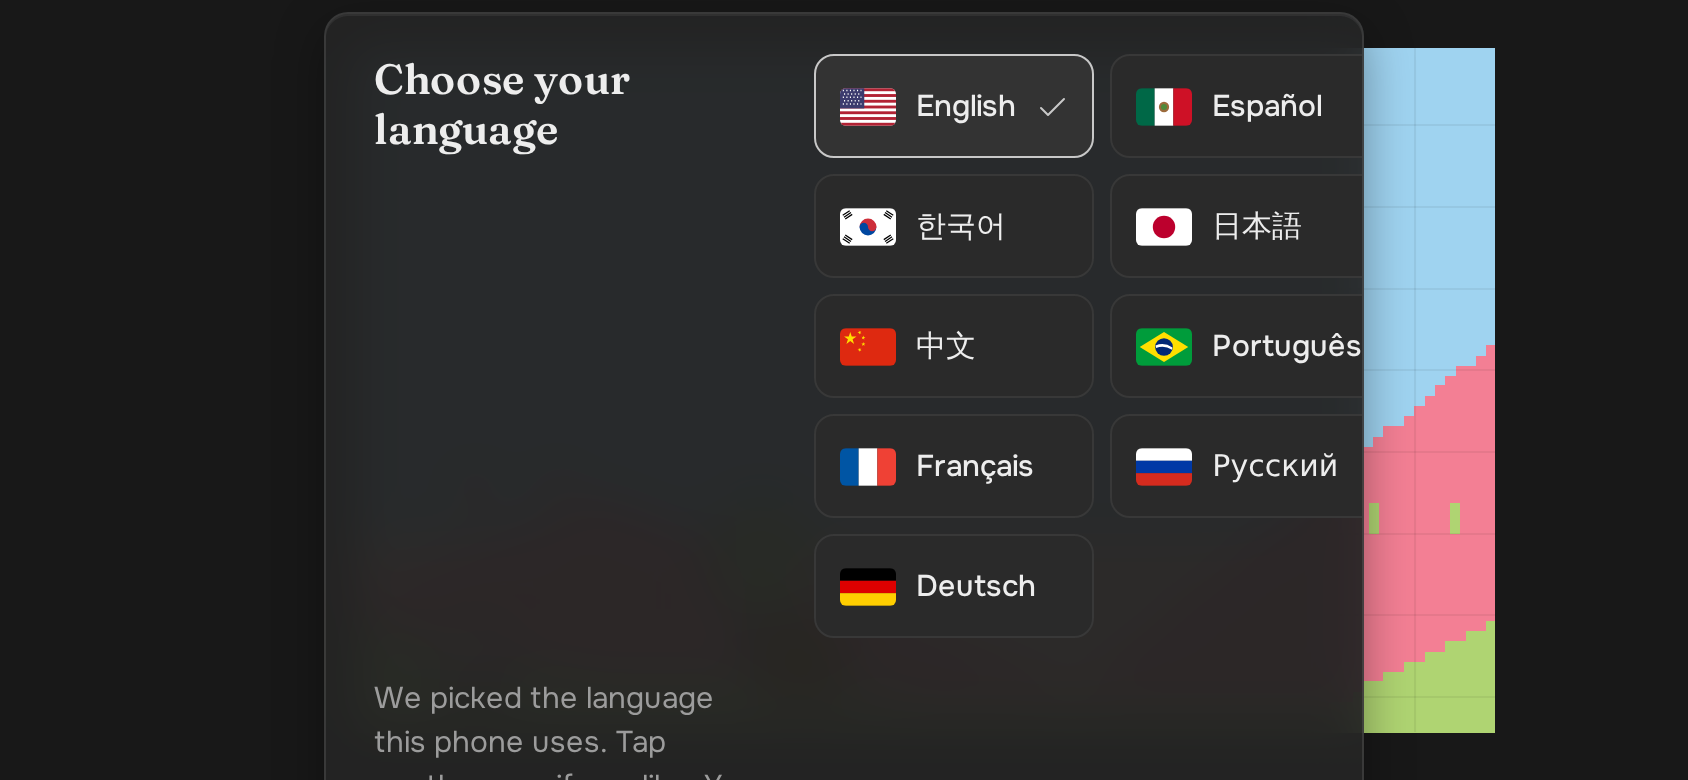 Choose your
language
English
Español
한국어
日本語
中文
Português
Français
Русский
Deutsch
We picked the language
this phone uses. Tap